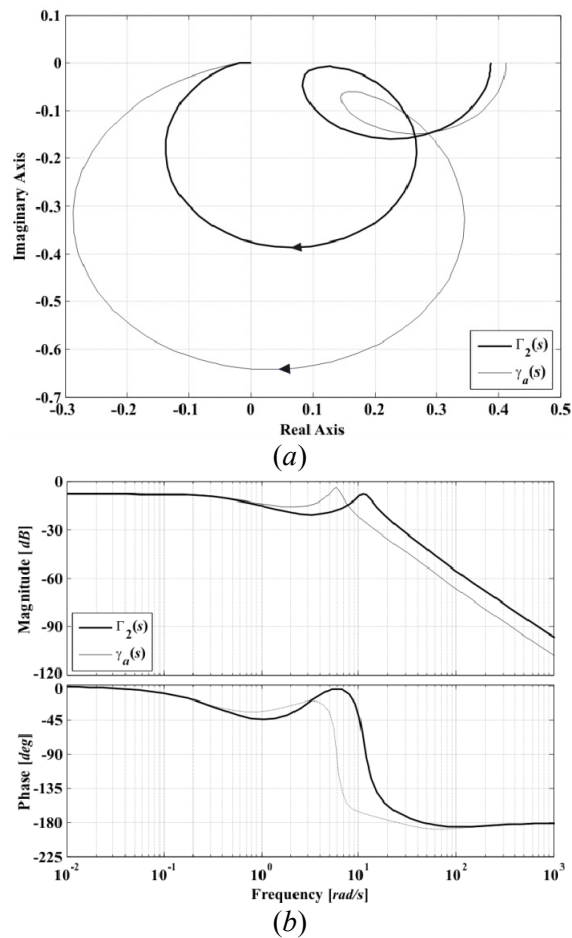 0.1
0
-0.1
-0.2
-0.3
-0.4
-0.5
-0.6
-0.7
Imaginary Axis
-0.3 -0.2 -0.1 0 0.1 0.2 0.3 0.4 0.5
Real Axis
Γ2(s)
γa(s)
(a)
0
-30
-60
-90
-120
Magnitude [dB]
Γ2(s)
γa(s)
0
-45
-90
-135
-180
-225
Phase [deg]
10-2 10-1 100 101 102 103
Frequency [rad/s]
(b)